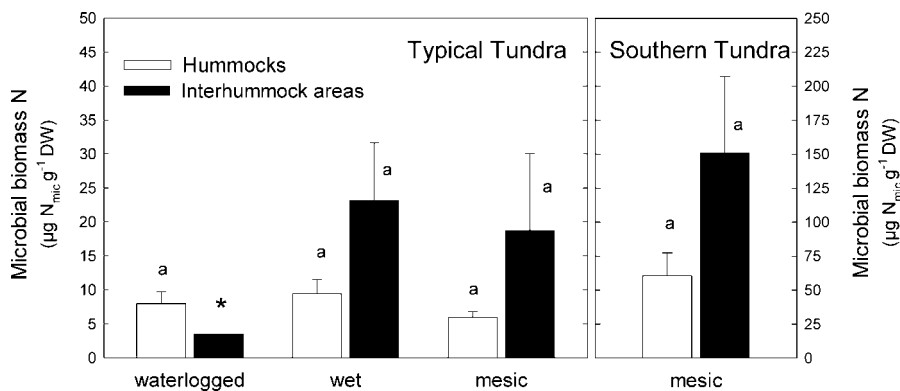 Typical Tundra
Southern Tundra
Hummocks
Interhummock areas
Microbial biomass N
(µg N_mic g⁻¹ DW)
50
45
40
35
30
25
20
15
10
5
0
a
*
a
a
a
a
a
a
waterlogged
wet
mesic
mesic
250
225
200
175
150
125
100
75
50
25
0
Microbial biomass N
(µg N_mic g⁻¹ DW)